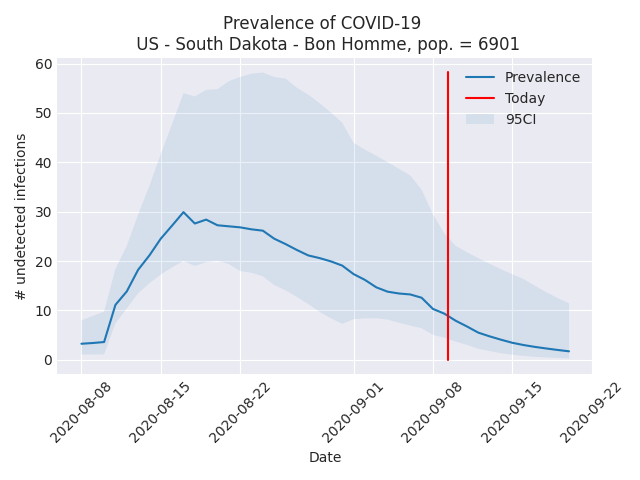 Prevalence of COVID-19
US - South Dakota - Bon Homme, pop. = 6901
Prevalence
Today
95CI
# undetected infections
60
50
40
30
20
10
0
2020-08-08
2020-08-15
2020-08-22
2020-09-01
2020-09-08
2020-09-15
2020-09-22
Date